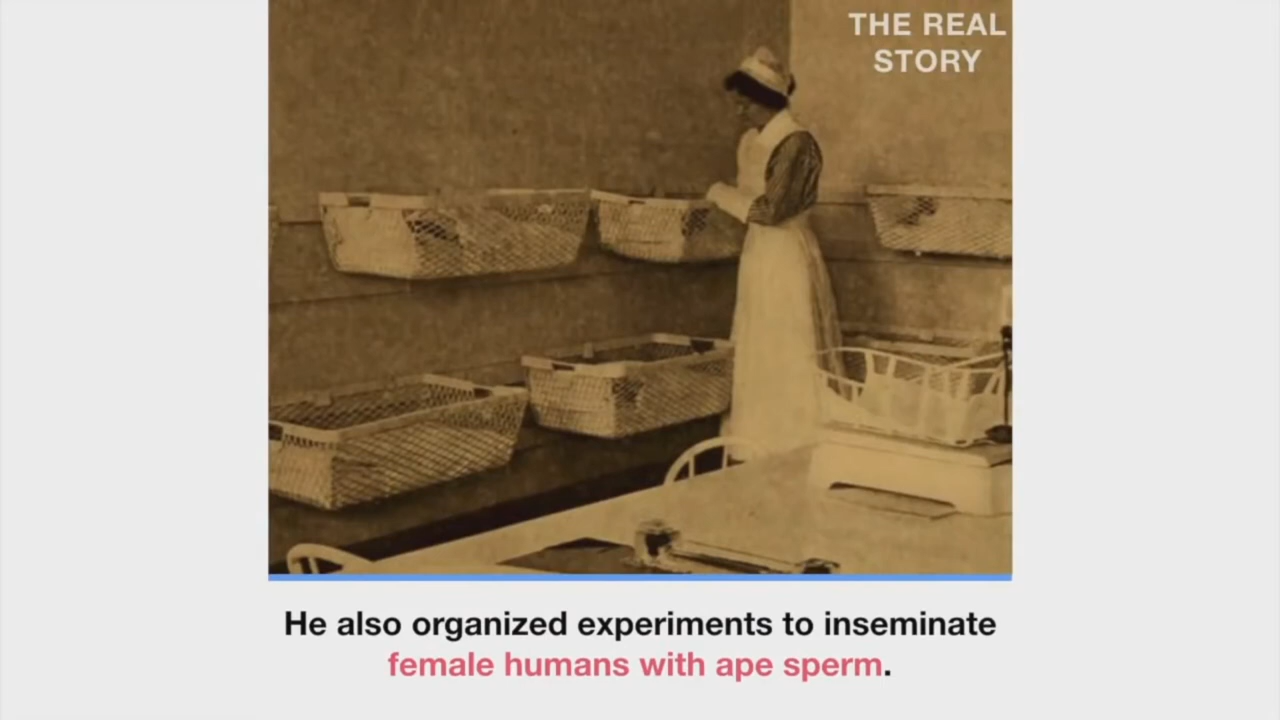 THE REAL
STORY
He also organized experiments to inseminate
female humans with ape sperm.